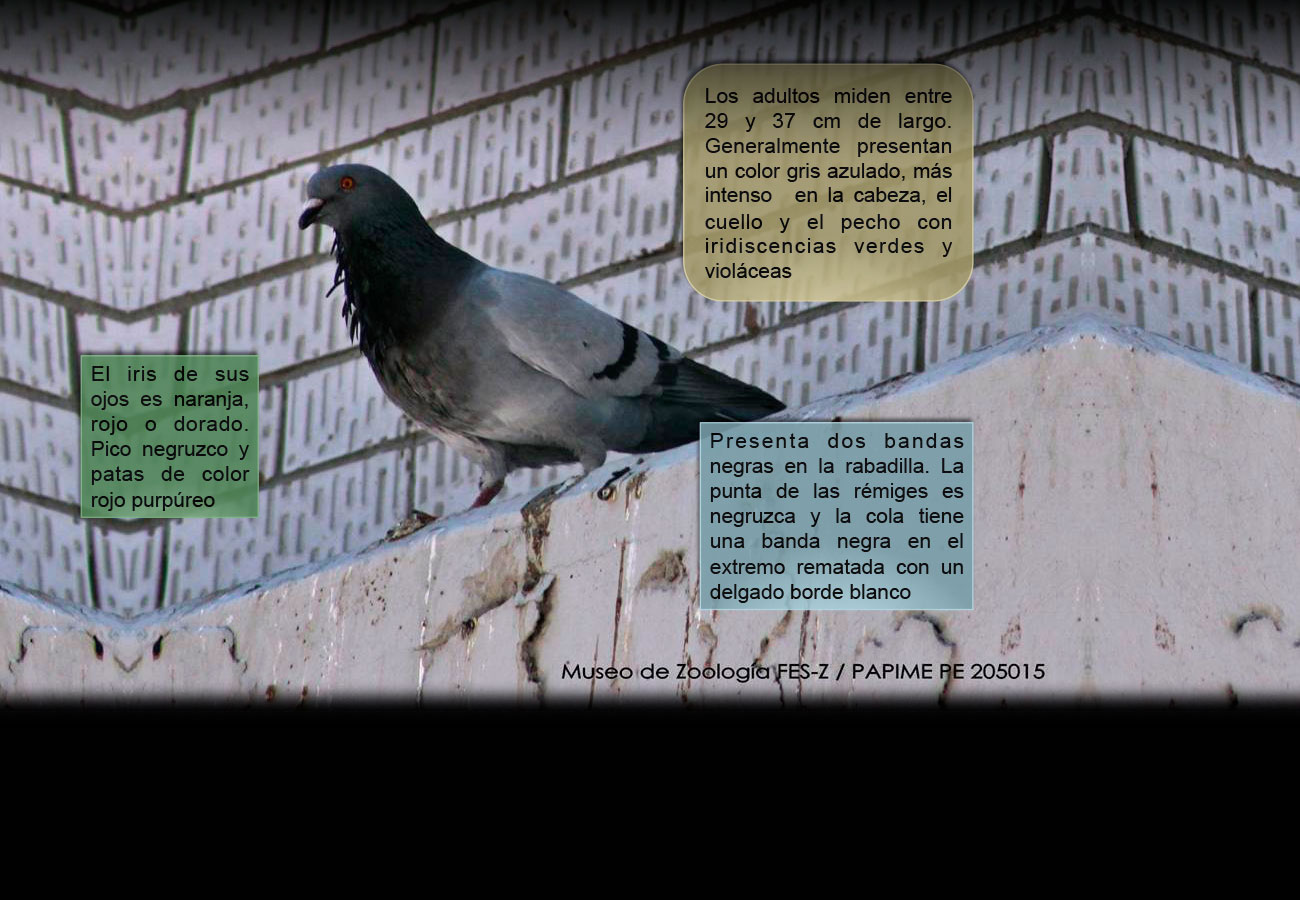 Los adultos miden entre
29 y 37 cm de largo.
Generalmente presentan
un color gris azulado, más
intenso en la cabeza, el
cuello y el pecho con
iridiscencias verdes y
violáceas
El iris de sus
ojos es naranja,
rojo o dorado.
Pico negruzco y
patas de color
rojo purpúreo
Presenta dos bandas
negras en la rabadilla. La
punta de las rémiges es
negruzca y la cola tiene
una banda negra en el
extremo rematada con un
delgado borde blanco
Museo de Zoología FES-Z / PAPIME PE 205015